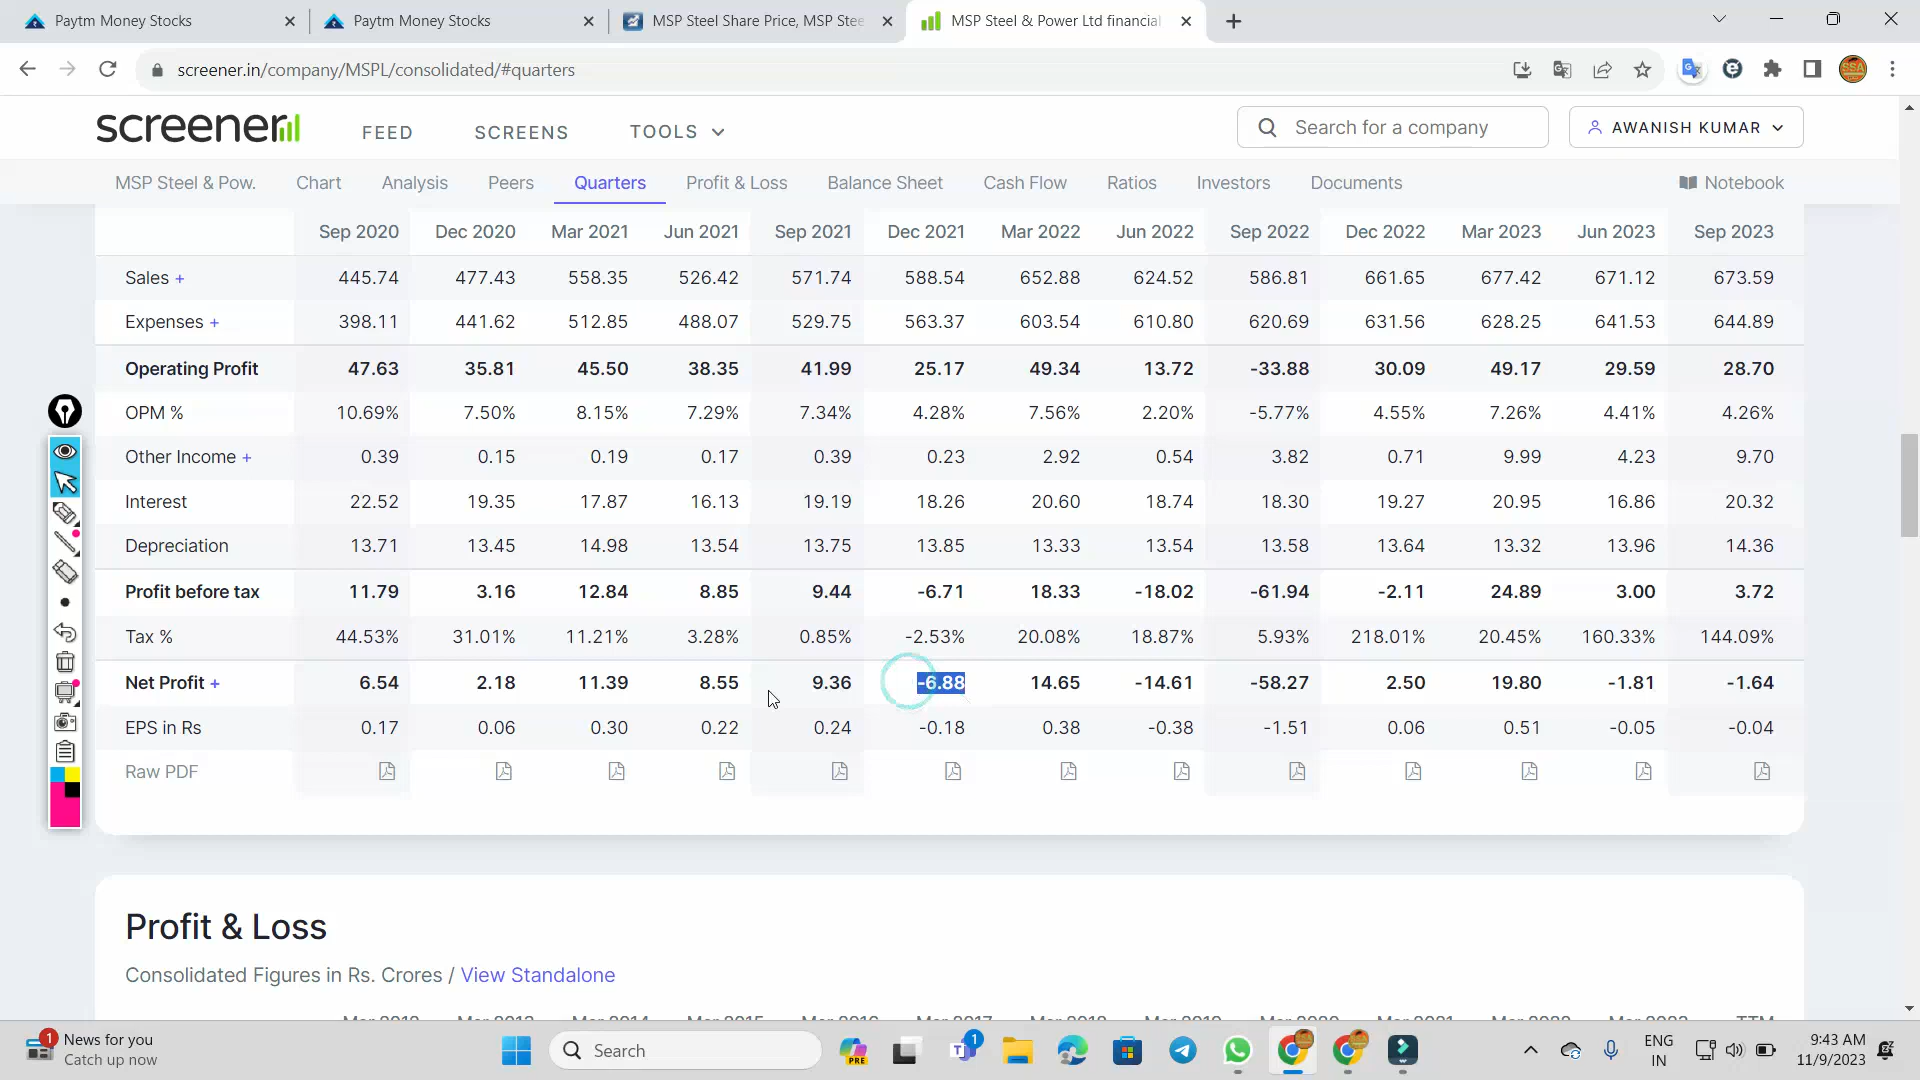 Paytm Money Stocks
Paytm Money Stocks
MSP Steel Share Price, MSP Stee
MSP Steel & Power Ltd financial
screener.in/company/MSPL/consolidated/#quarters
screener
FEED
SCREENS
TOOLS
Search for a company
AWANISH KUMAR
MSP Steel & Pow.
Chart
Analysis
Peers
Quarters
Profit & Loss
Balance Sheet
Cash Flow
Ratios
Investors
Documents
Notebook
Sep 2020 Dec 2020 Mar 2021 Jun 2021 Sep 2021 Dec 2021 Mar 2022 Jun 2022 Sep 2022 Dec 2022 Mar 2023 Jun 2023 Sep 2023
Sales + 445.74 477.43 558.35 526.42 571.74 588.54 652.88 624.52 586.81 661.65 677.42 671.12 673.59
Expenses + 398.11 441.62 512.85 488.07 529.75 563.37 603.54 610.80 620.69 631.56 628.25 641.53 644.89
Operating Profit 47.63 35.81 45.50 38.35 41.99 25.17 49.34 13.72 -33.88 30.09 49.17 29.59 28.70
OPM % 10.69% 7.50% 8.15% 7.29% 7.34% 4.28% 7.56% 2.20% -5.77% 4.55% 7.26% 4.41% 4.26%
Other Income + 0.39 0.15 0.19 0.17 0.39 0.23 2.92 0.54 3.82 0.71 9.99 4.23 9.70
Interest 22.52 19.35 17.87 16.13 19.19 18.26 20.60 18.74 18.30 19.27 20.95 16.86 20.32
Depreciation 13.71 13.45 14.98 13.54 13.75 13.85 13.33 13.54 13.58 13.64 13.32 13.96 14.36
Profit before tax 11.79 3.16 12.84 8.85 9.44 -6.71 18.33 -18.02 -61.94 -2.11 24.89 3.00 3.72
Tax % 44.53% 31.01% 11.21% 3.28% 0.85% -2.53% 20.08% 18.87% 5.93% 218.01% 20.45% 160.33% 144.09%
Net Profit + 6.54 2.18 11.39 8.55 9.36 -6.88 14.65 -14.61 -58.27 2.50 19.80 -1.81 -1.64
EPS in Rs 0.17 0.06 0.30 0.22 0.24 -0.18 0.38 -0.38 -1.51 0.06 0.51 -0.05 -0.04
Raw PDF
Profit & Loss
Consolidated Figures in Rs. Crores / View Standalone
1
News for you
Catch up now
Search
PRE
1
ENG
IN
9:43 AM
11/9/2023